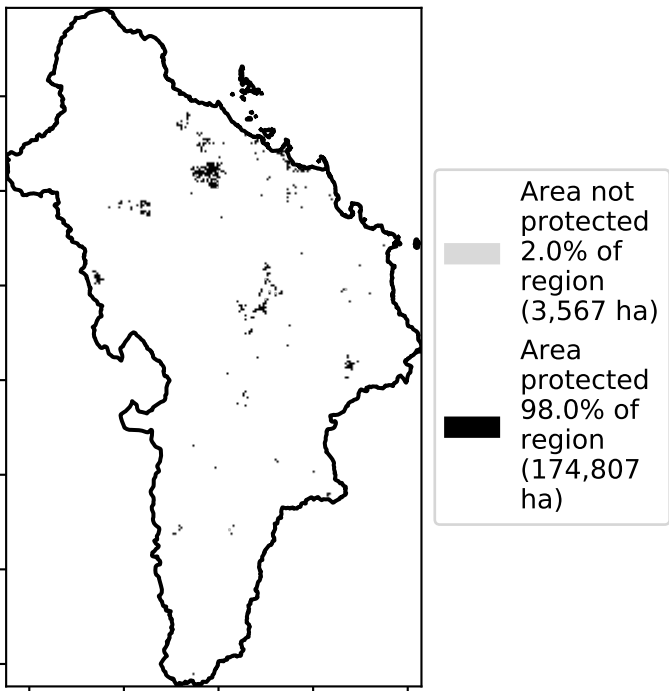 Area not
protected
2.0% of
region
(3,567 ha)
Area
protected
98.0% of
region
(174,807
ha)